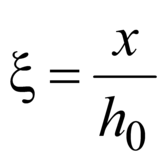 ξ = x / h₀